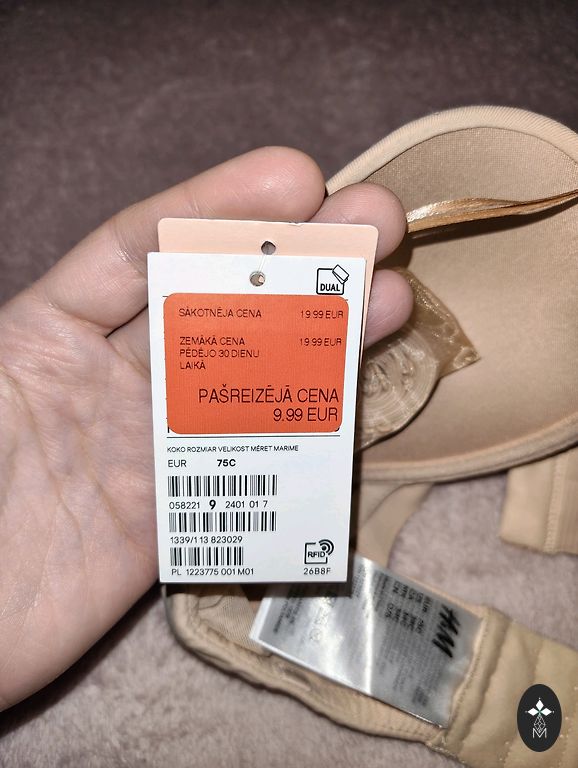 DUAL
SĀKOTNĒJA CENA 19.99 EUR
ZEMĀKĀ CENA 19.99 EUR
PĒDĒJO 30 DIENU
LAIKĀ
PAŠREIZĒJĀ CENA
9.99 EUR
KOKO ROZMIAR VELIKOST MÉRET MARIME
EUR 75C
058221 9 2401 01 7
1339/113 823029
RFID
PL 1223775 001 M01 26B8F
H&M
M